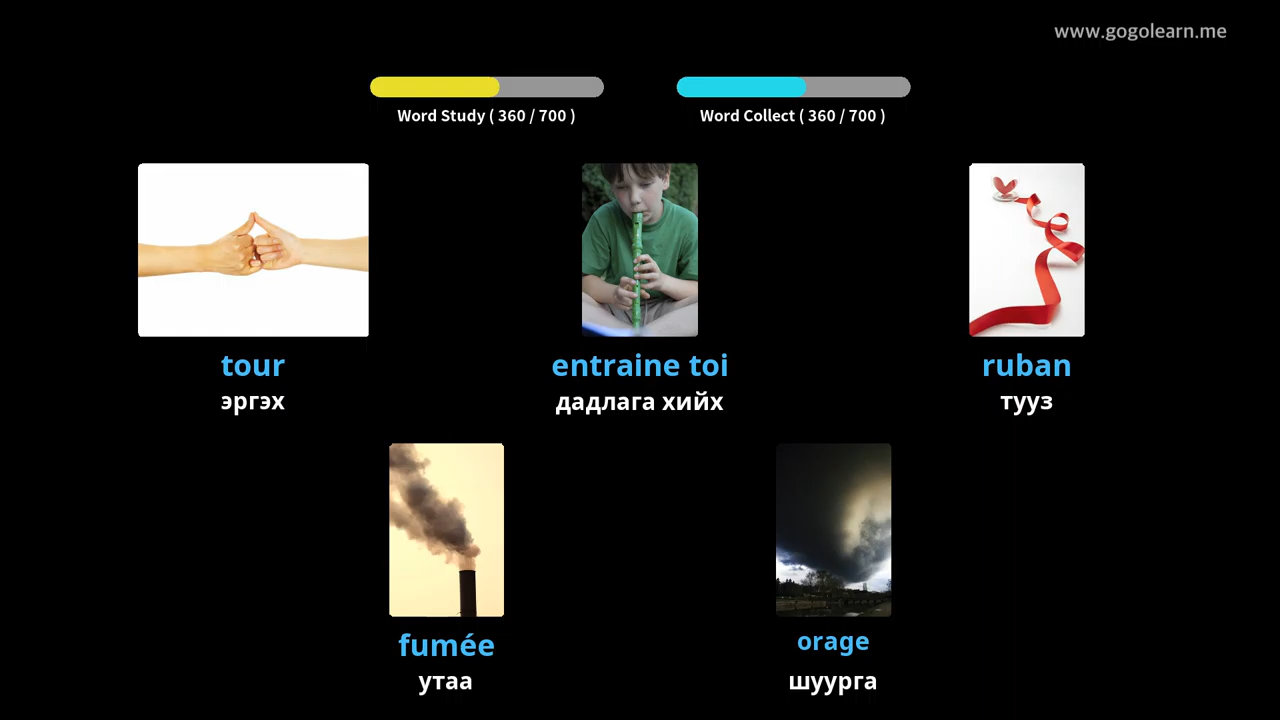 www.gogolearn.me
Word Study ( 360 / 700 )
Word Collect ( 360 / 700 )
tour
эргэх
entraine toi
дадлага хийх
ruban
тууз
fumée
утаа
orage
шуурга